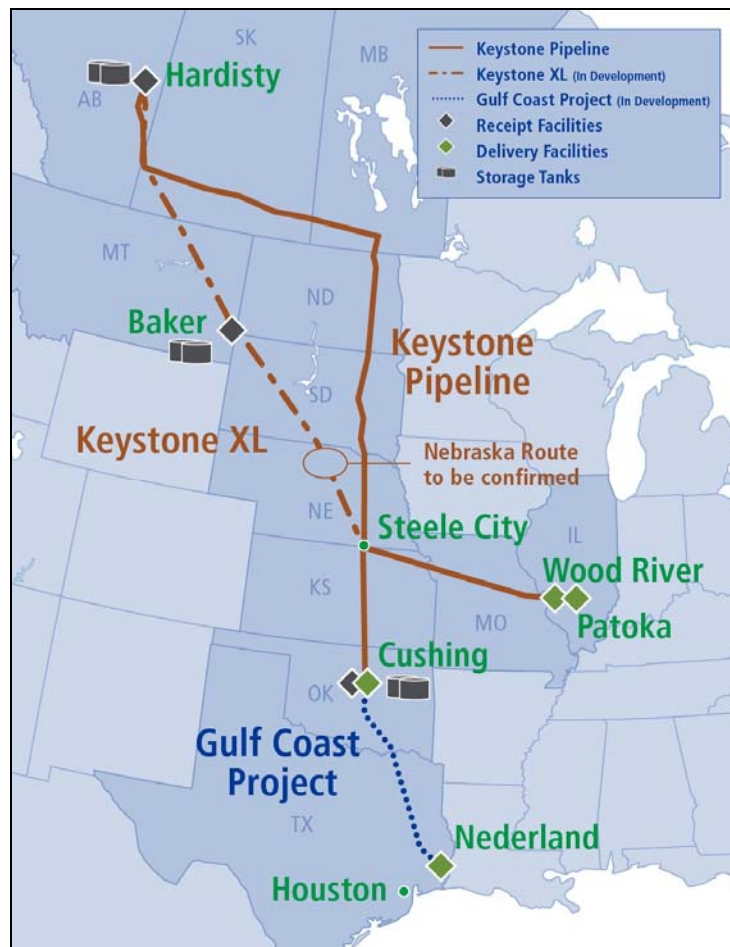 SK
MB
AB
Hardisty
Keystone Pipeline
Keystone XL (In Development)
Gulf Coast Project (In Development)
Receipt Facilities
Delivery Facilities
Storage Tanks
MT
ND
Baker
Keystone
Pipeline
SD
Keystone XL
Nebraska Route
to be confirmed
NE
Steele City
IL
Wood River
KS
MO
Patoka
Cushing
OK
Gulf Coast
Project
TX
Nederland
Houston